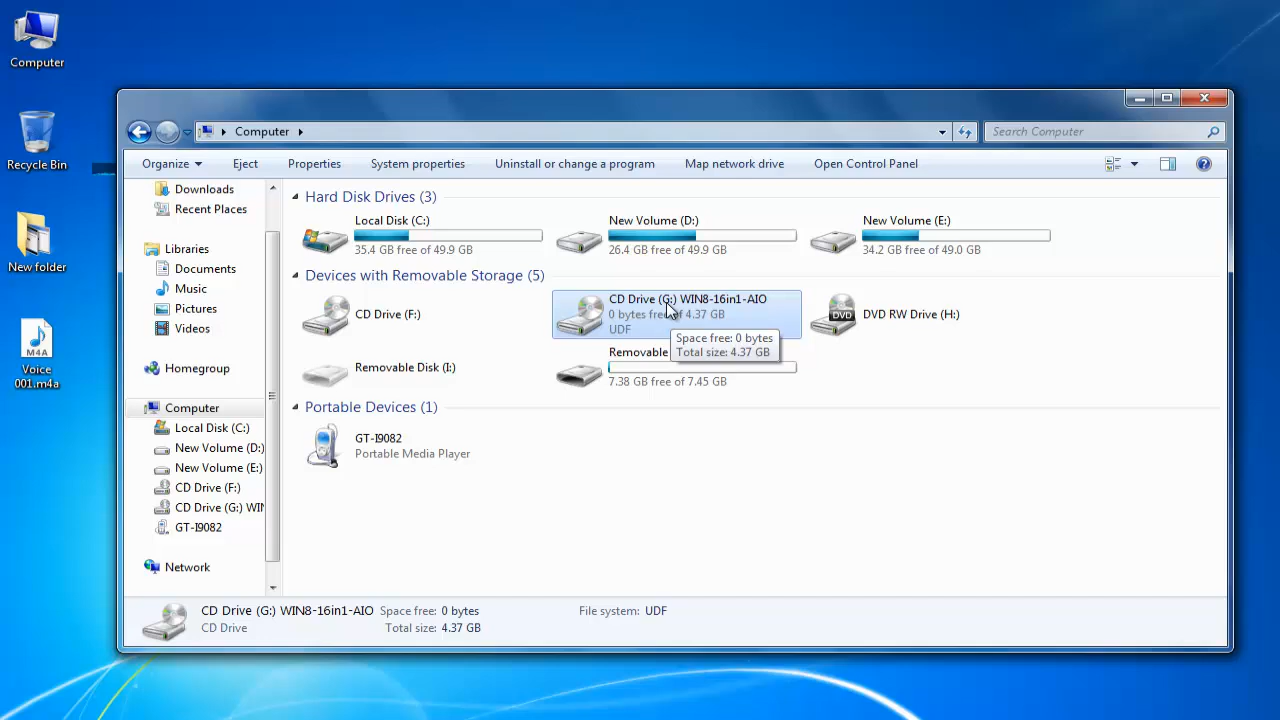 Computer
Recycle Bin
New folder
M4A
Voice
001.m4a
Computer
Search Computer
Organize
Eject
Properties
System properties
Uninstall or change a program
Map network drive
Open Control Panel
Downloads
Recent Places
Libraries
Documents
Music
Pictures
Videos
Homegroup
Computer
Local Disk (C:)
New Volume (D:)
New Volume (E:)
CD Drive (F:)
CD Drive (G:) WIN
GT-I9082
Network
Hard Disk Drives (3)
Local Disk (C:)
35.4 GB free of 49.9 GB
New Volume (D:)
26.4 GB free of 49.9 GB
New Volume (E:)
34.2 GB free of 49.0 GB
Devices with Removable Storage (5)
CD Drive (F:)
CD Drive (G:) WIN8-16in1-AIO
0 bytes free of 4.37 GB
UDF
DVD
DVD RW Drive (H:)
Space free: 0 bytes
Total size: 4.37 GB
Removable Disk (I:)
Removable
7.38 GB free of 7.45 GB
Portable Devices (1)
GT-I9082
Portable Media Player
CD Drive (G:) WIN8-16in1-AIO Space free: 0 bytes File system: UDF
CD Drive Total size: 4.37 GB